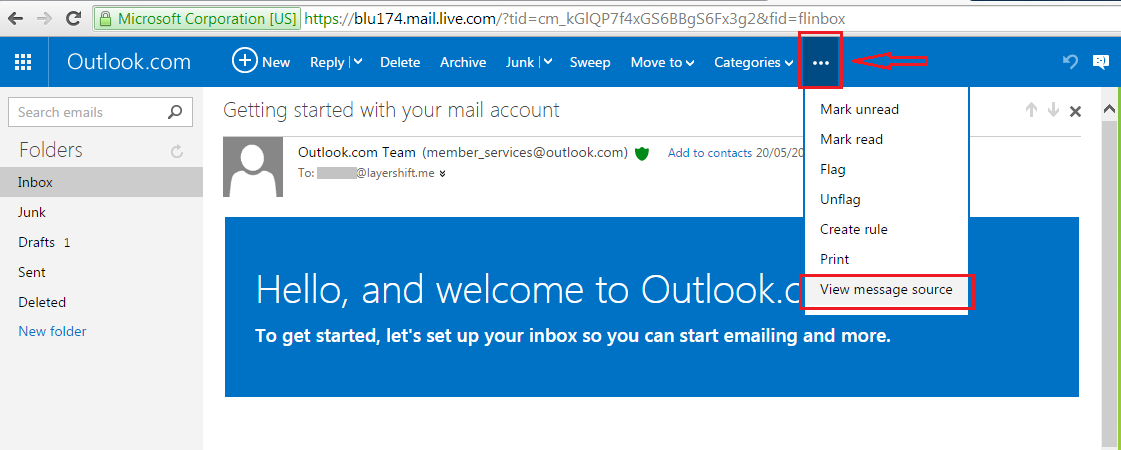 Microsoft Corporation [US] https://blu174.mail.live.com/?tid=cm_kGlQP7f4xGS6BBgS6Fx3g2&fid=flinbox
Outlook.com New Reply Delete Archive Junk Sweep Move to Categories ...
Search emails
Getting started with your mail account
Folders
Inbox
Junk
Drafts 1
Sent
Deleted
New folder
Outlook.com Team (member_services@outlook.com) Add to contacts 20/05/20
To: @layershift.me
Mark unread
Mark read
Flag
Unflag
Create rule
Print
View message source
Hello, and welcome to Outlook.c
To get started, let's set up your inbox so you can start emailing and more.